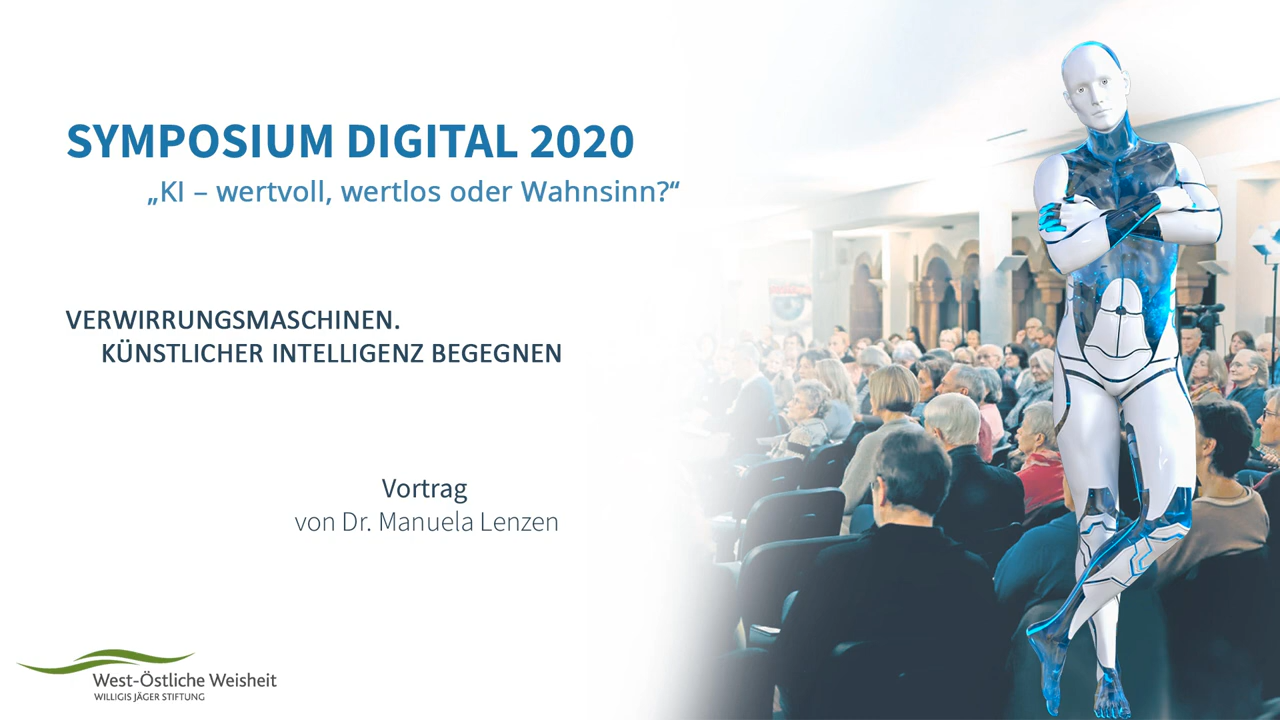 SYMPOSIUM DIGITAL 2020
„KI – wertvoll, wertlos oder Wahnsinn?“
VERWIRRUNGSMASCHINEN.
KÜNSTLICHER INTELLIGENZ BEGEGNEN
Vortrag
von Dr. Manuela Lenzen
West-Östliche Weisheit
WILLIGIS JÄGER STIFTUNG